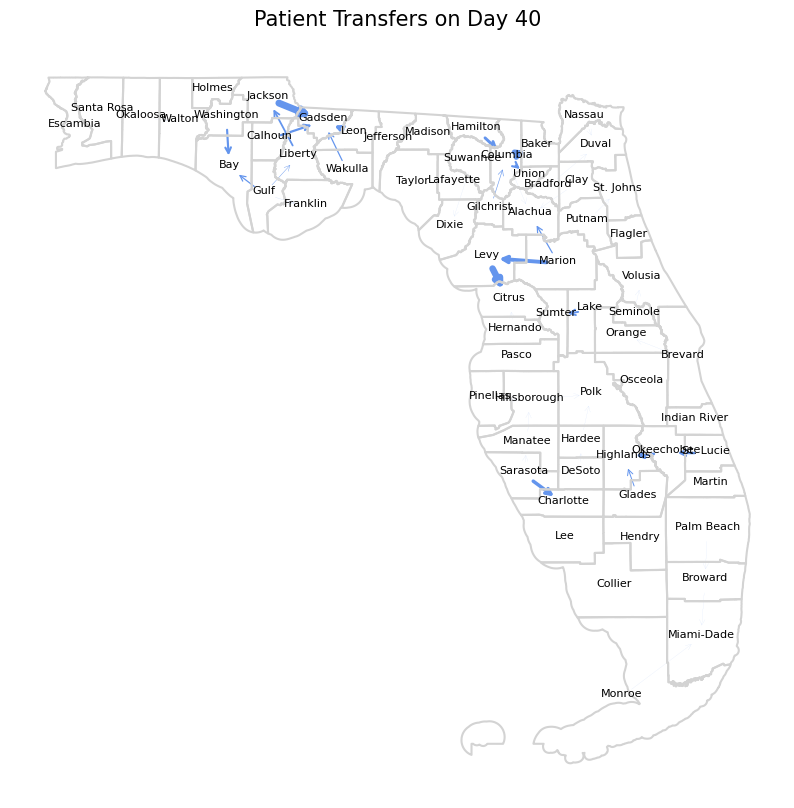 Patient Transfers on Day 40
Holmes
Jackson
Santa Rosa
Okaloosa
Walton
Washington
Escambia
Gadsden
Calhoun
Leon
Jefferson
Madison
Hamilton
Nassau
Baker
Duval
Liberty
Bay
Wakulla
Suwannee
Columbia
Union
Taylor
Lafayette
Bradford
Clay
St. Johns
Gulf
Franklin
Gilchrist
Alachua
Dixie
Putnam
Flagler
Levy
Marion
Volusia
Citrus
Sumter
Lake
Seminole
Hernando
Orange
Pasco
Brevard
Osceola
Pinellas
Hillsborough
Polk
Indian River
Manatee
Hardee
Highlands
Okeechobee
St. Lucie
Sarasota
DeSoto
Martin
Charlotte
Glades
Palm Beach
Lee
Hendry
Collier
Broward
Miami-Dade
Monroe